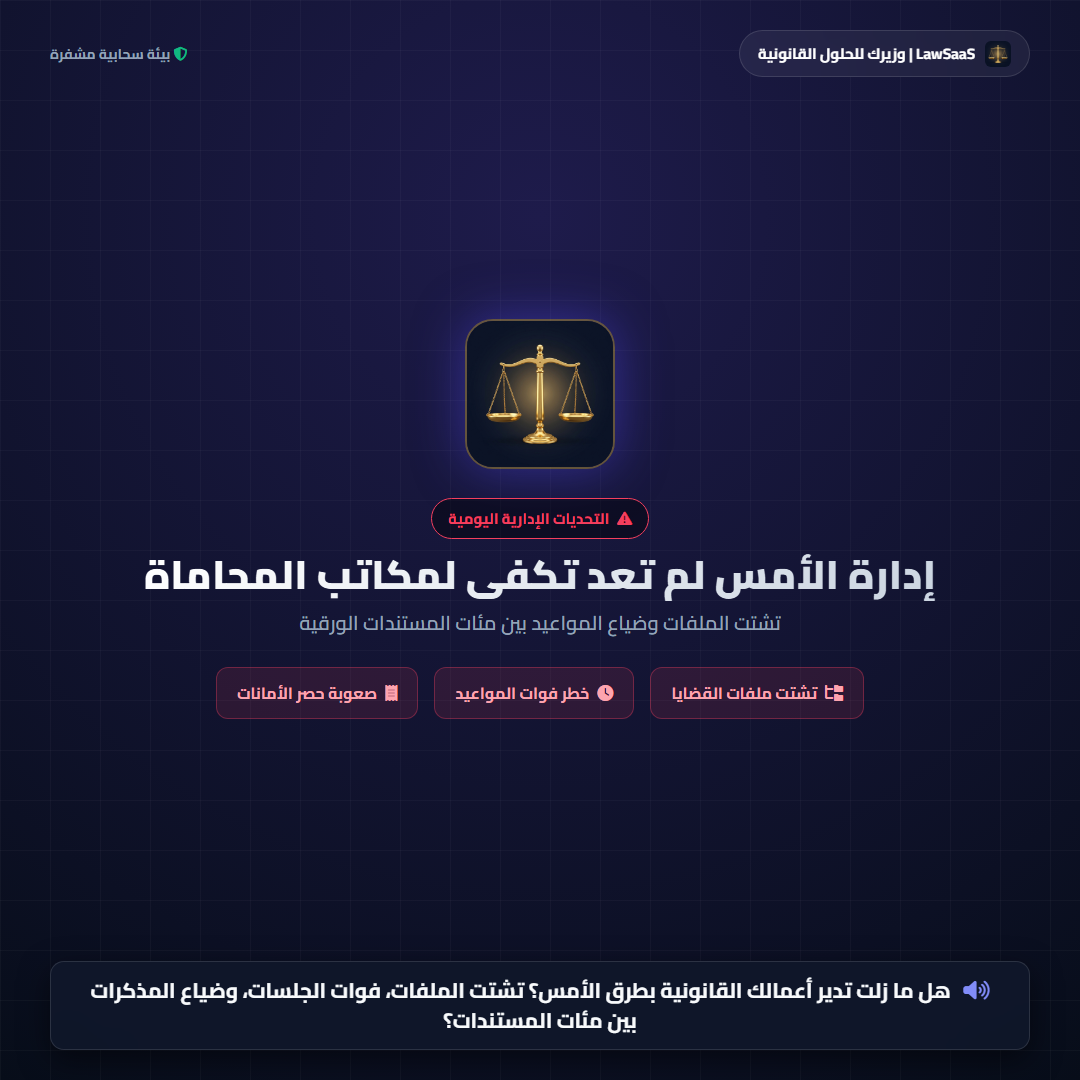 LawSaaS | وزيرك للحلول القانونية
بيئة سحابية مشفرة
التحديات الإدارية اليومية
إدارة الأمس لم تعد تكفي لمكاتب المحاماة
تشتت الملفات وضياع المواعيد بين مئات المستندات الورقية
تشتت ملفات القضايا
خطر فوات المواعيد
صعوبة حصر الأمانات
هل ما زلت تدير أعمالك القانونية بطرق الأمس؟ تشتت الملفات، فوات الجلسات، وضياع المذكرات
بين مئات المستندات؟